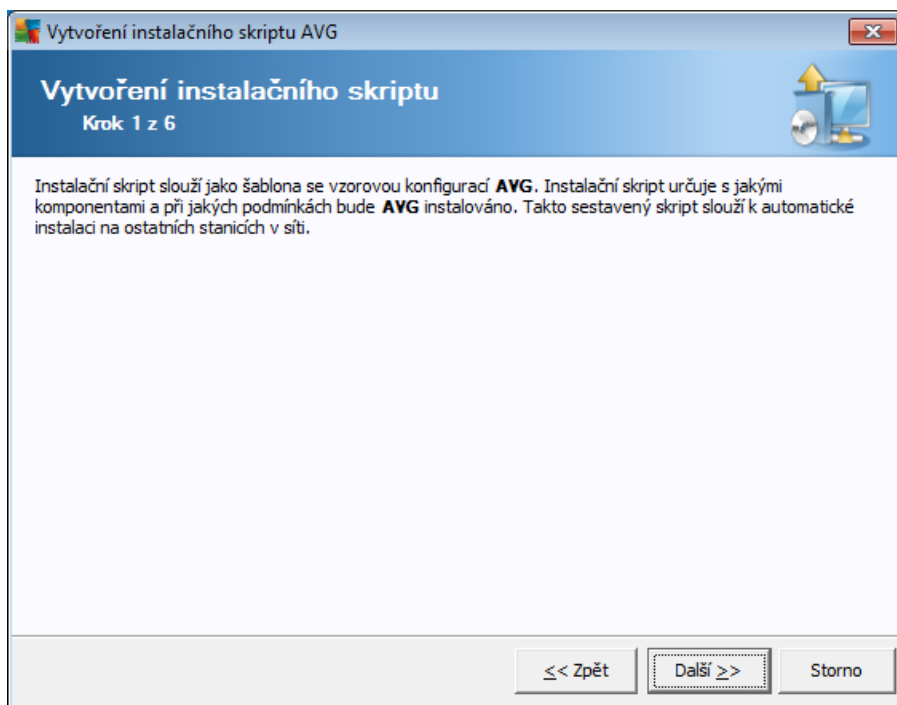 Vytvoření instalačního skriptu AVG
Vytvoření instalačního skriptu
Krok 1 z 6
Instalační skript slouží jako šablona se vzorovou konfigurací AVG. Instalační skript určuje s jakými
komponentami a při jakých podmínkách bude AVG instalováno. Takto sestavený skript slouží k automatické
instalaci na ostatních stanicích v síti.
<< Zpět
Další >>
Storno